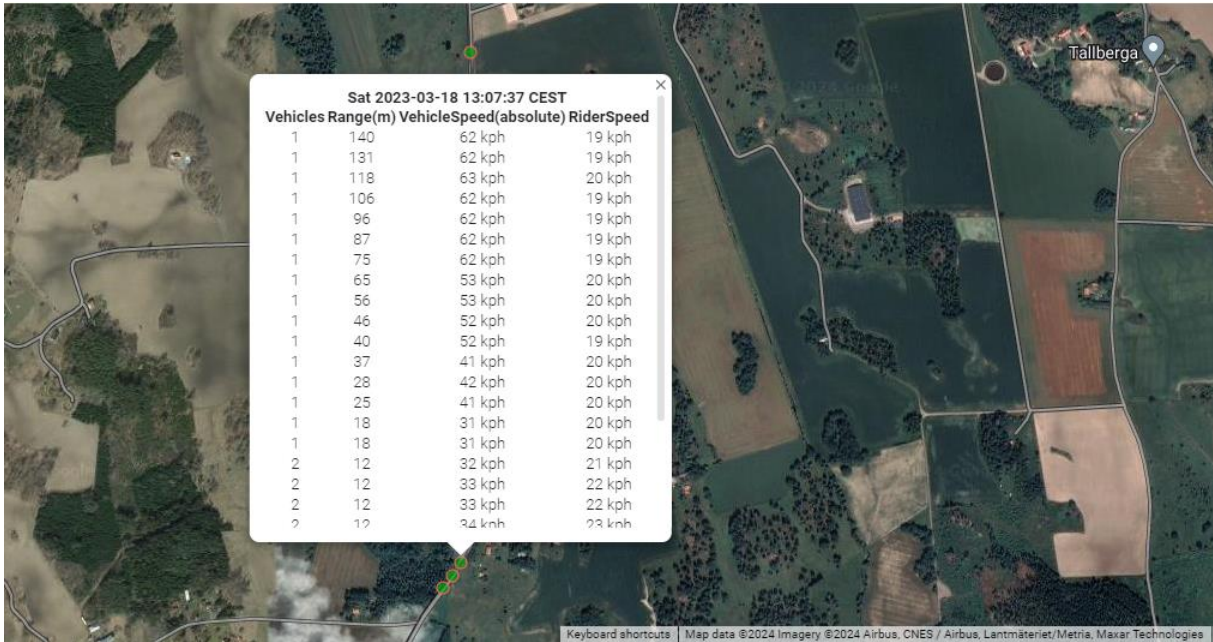 Tallberga
Sat 2023-03-18 13:07:37 CEST
Vehicles Range(m) VehicleSpeed(absolute) RiderSpeed
1 140 62 kph 19 kph
1 131 62 kph 19 kph
1 118 63 kph 20 kph
1 106 62 kph 19 kph
1 96 62 kph 19 kph
1 87 62 kph 19 kph
1 75 62 kph 19 kph
1 65 53 kph 20 kph
1 56 53 kph 20 kph
1 46 52 kph 20 kph
1 40 52 kph 19 kph
1 37 41 kph 20 kph
1 28 42 kph 20 kph
1 25 41 kph 20 kph
1 18 31 kph 20 kph
1 18 31 kph 20 kph
2 12 32 kph 21 kph
2 12 33 kph 22 kph
2 12 33 kph 22 kph
2 12 34 kph 23 kph
Keyboard shortcuts Map data ©2024 Imagery ©2024 Airbus, CNES / Airbus, Lantmäteriet/Metria, Maxar Technologies